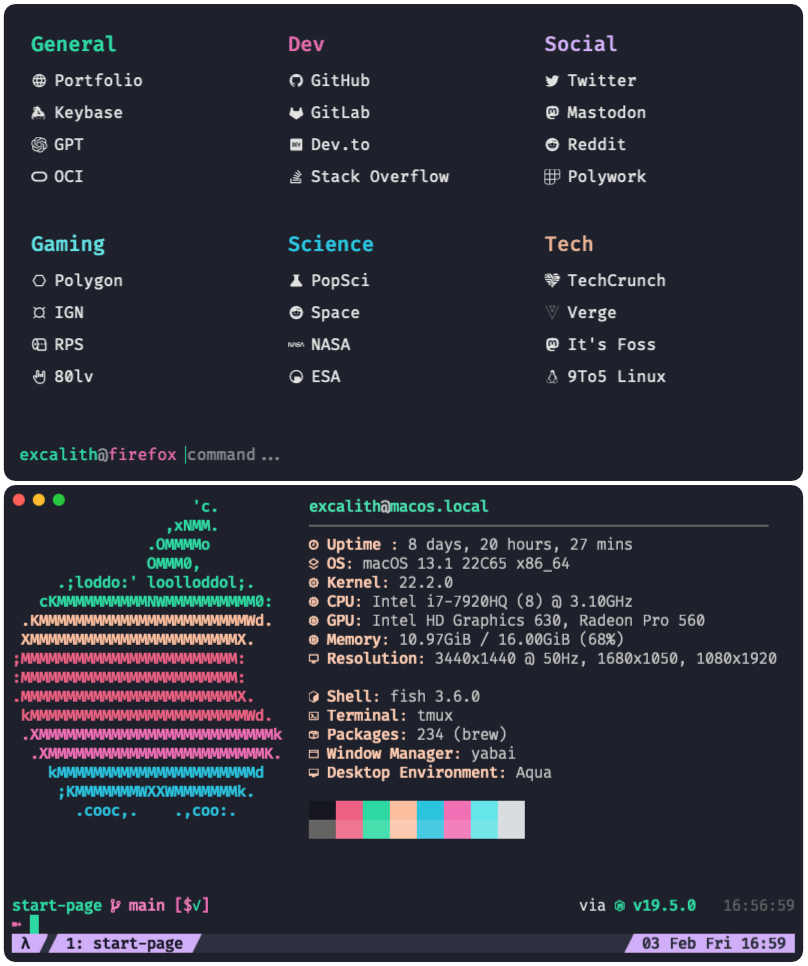 General Dev Social
Portfolio GitHub Twitter
Keybase GitLab Mastodon
GPT Dev.to Reddit
OCI Stack Overflow Polywork
Gaming Science Tech
Polygon PopSci TechCrunch
IGN Space Verge
RPS NASA It's Foss
80lv ESA 9To5 Linux
excalith@firefox command ...
'c.
,xNMM.
.OMMMMo
OMMM0,
.;loddo:' loolloddol;.
cKMMMMMMMMMMNWMMMMMMMMMM0:
.KMMMMMMMMMMMMMMMMMMMMMMMWd.
XMMMMMMMMMMMMMMMMMMMMMMMX.
;MMMMMMMMMMMMMMMMMMMMMMMM:
:MMMMMMMMMMMMMMMMMMMMMMMM:
.MMMMMMMMMMMMMMMMMMMMMMMMX.
kMMMMMMMMMMMMMMMMMMMMMMMMWd.
.XMMMMMMMMMMMMMMMMMMMMMMMMMMk
.XMMMMMMMMMMMMMMMMMMMMMMMMK.
kMMMMMMMMMMMMMMMMMMMMMMd
;KMMMMMMMWXXWMMMMMMMk.
.cooc,. .,coo:.
excalith@macos.local
Uptime : 8 days, 20 hours, 27 mins
OS: macOS 13.1 22C65 x86_64
Kernel: 22.2.0
CPU: Intel i7-7920HQ (8) @ 3.10GHz
GPU: Intel HD Graphics 630, Radeon Pro 560
Memory: 10.97GiB / 16.00GiB (68%)
Resolution: 3440x1440 @ 50Hz, 1680x1050, 1080x1920
Shell: fish 3.6.0
Terminal: tmux
Packages: 234 (brew)
Window Manager: yabai
Desktop Environment: Aqua
start-page main [$√] via v19.5.0 16:56:59
λ 1: start-page 03 Feb Fri 16:59